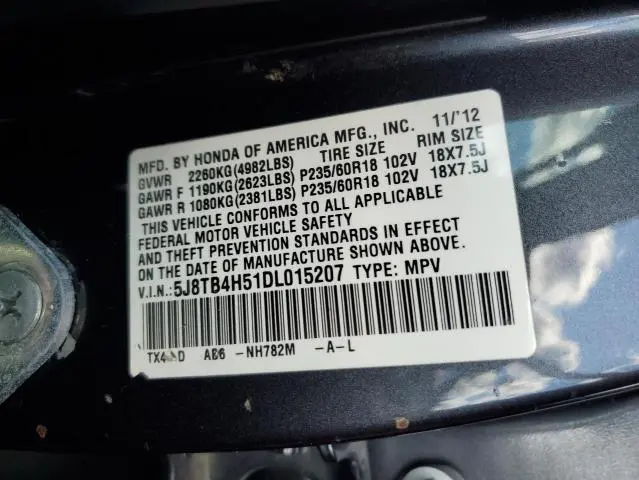 MFD. BY HONDA OF AMERICA MFG., INC. 11/'12
GVWR 2260KG(4982LBS) TIRE SIZE RIM SIZE
GAWR F 1190KG(2623LBS) P235/60R18 102V 18X7.5J
GAWR R 1080KG(2381LBS) P235/60R18 102V 18X7.5J
THIS VEHICLE CONFORMS TO ALL APPLICABLE
FEDERAL MOTOR VEHICLE SAFETY
AND THEFT PREVENTION STANDARDS IN EFFECT
ON THE DATE OF MANUFACTURE SHOWN ABOVE.
V.I.N.:5J8TB4H51DL015207 TYPE: MPV
-NH782M -A-L